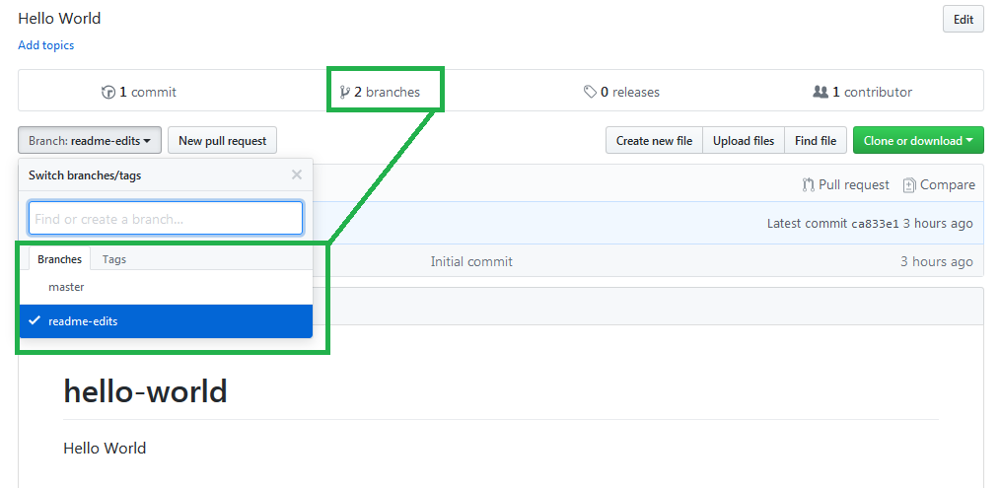 Hello World
Edit
Add topics
1 commit
2 branches
0 releases
1 contributor
Branch: readme-edits
New pull request
Create new file
Upload files
Find file
Clone or download
Switch branches/tags
Pull request
Compare
Find or create a branch...
Latest commit ca833e1 3 hours ago
Branches
Tags
Initial commit
3 hours ago
master
readme-edits
hello-world
Hello World